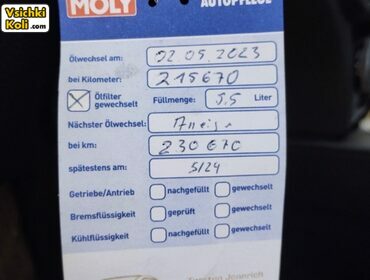 Vsichki
Koli.com
MOLY
AUTOPFLEGE
Ölwechsel am: 02.05.2023
bei Kilometer: 215670
Ölfilter gewechselt
Füllmenge: 5.5 Liter
Nächster Ölwechsel:
bei km: 230670
spätestens am: 5/24
Getriebe/Antrieb nachgefüllt gewechselt
Bremsflüssigkeit geprüft gewechselt
Kühlflüssigkeit nachgefüllt gewechselt